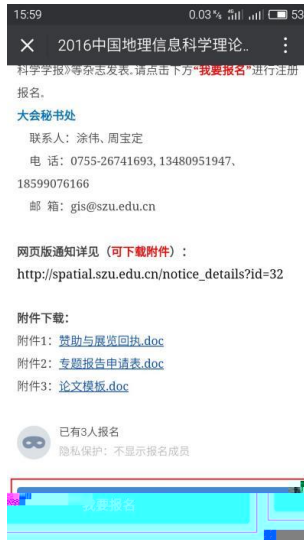 15:59
0.03% 53
2016中国地理信息科学理论..
科学学报》等杂志发表.请点击下方"我要报名"进行注册
报名.
大会秘书处
联系人：涂伟、周宝定
电 话：0755-26741693, 13480951947、
18599076166
邮 箱：gis@szu.edu.cn
网页版通知详见（可下载附件）：
http://spatial.szu.edu.cn/notice_details?id=32
附件下载：
附件1：赞助与展览回执.doc
附件2：专题报告申请表.doc
附件3：论文模板.doc
已有3人报名
隐私保护：不显示报名成员
我要报名